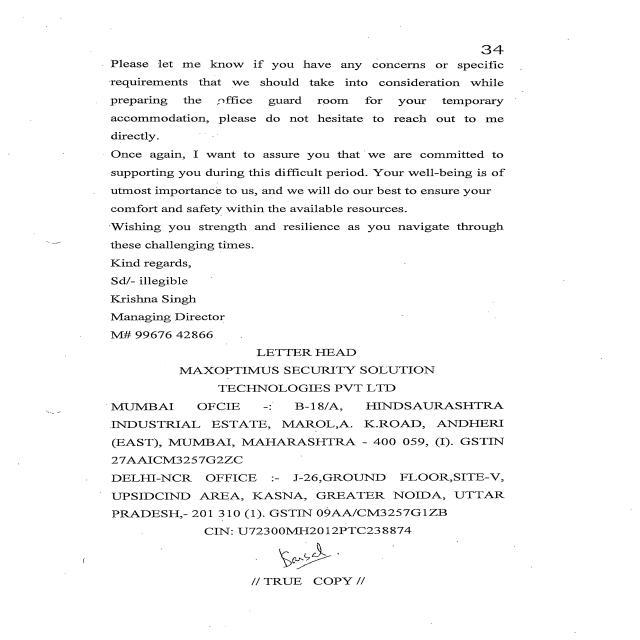 34
Please let me know if you have any concerns or specific
requirements that we should take into consideration while
preparing the office guard room for your temporary
accommodation, please do not hesitate to reach out to me
directly.
Once again, I want to assure you that we are committed to
supporting you during this difficult period. Your well-being is of
utmost importance to us, and we will do our best to ensure your
comfort and safety within the available resources.
Wishing you strength and resilience as you navigate through
these challenging times.
Kind regards,
Sd/- illegible
Krishna Singh
Managing Director
M# 99676 42866
LETTER HEAD
MAXOPTIMUS SECURITY SOLUTION
TECHNOLOGIES PVT LTD
MUMBAI OFCIE -: B-18/A, HINDSAURASHTRA
INDUSTRIAL ESTATE, MAROL,A. K.ROAD, ANDHERI
(EAST), MUMBAI, MAHARASHTRA - 400 059, (I). GSTIN
27AAICM3257G2ZC
DELHI-NCR OFFICE :- J-26,GROUND FLOOR,SITE-V,
UPSIDCIND AREA, KASNA, GREATER NOIDA, UTTAR
PRADESH,- 201 310 (1). GSTIN 09AA/CM3257G1ZB
CIN: U72300MH2012PTC238874
// TRUE COPY //